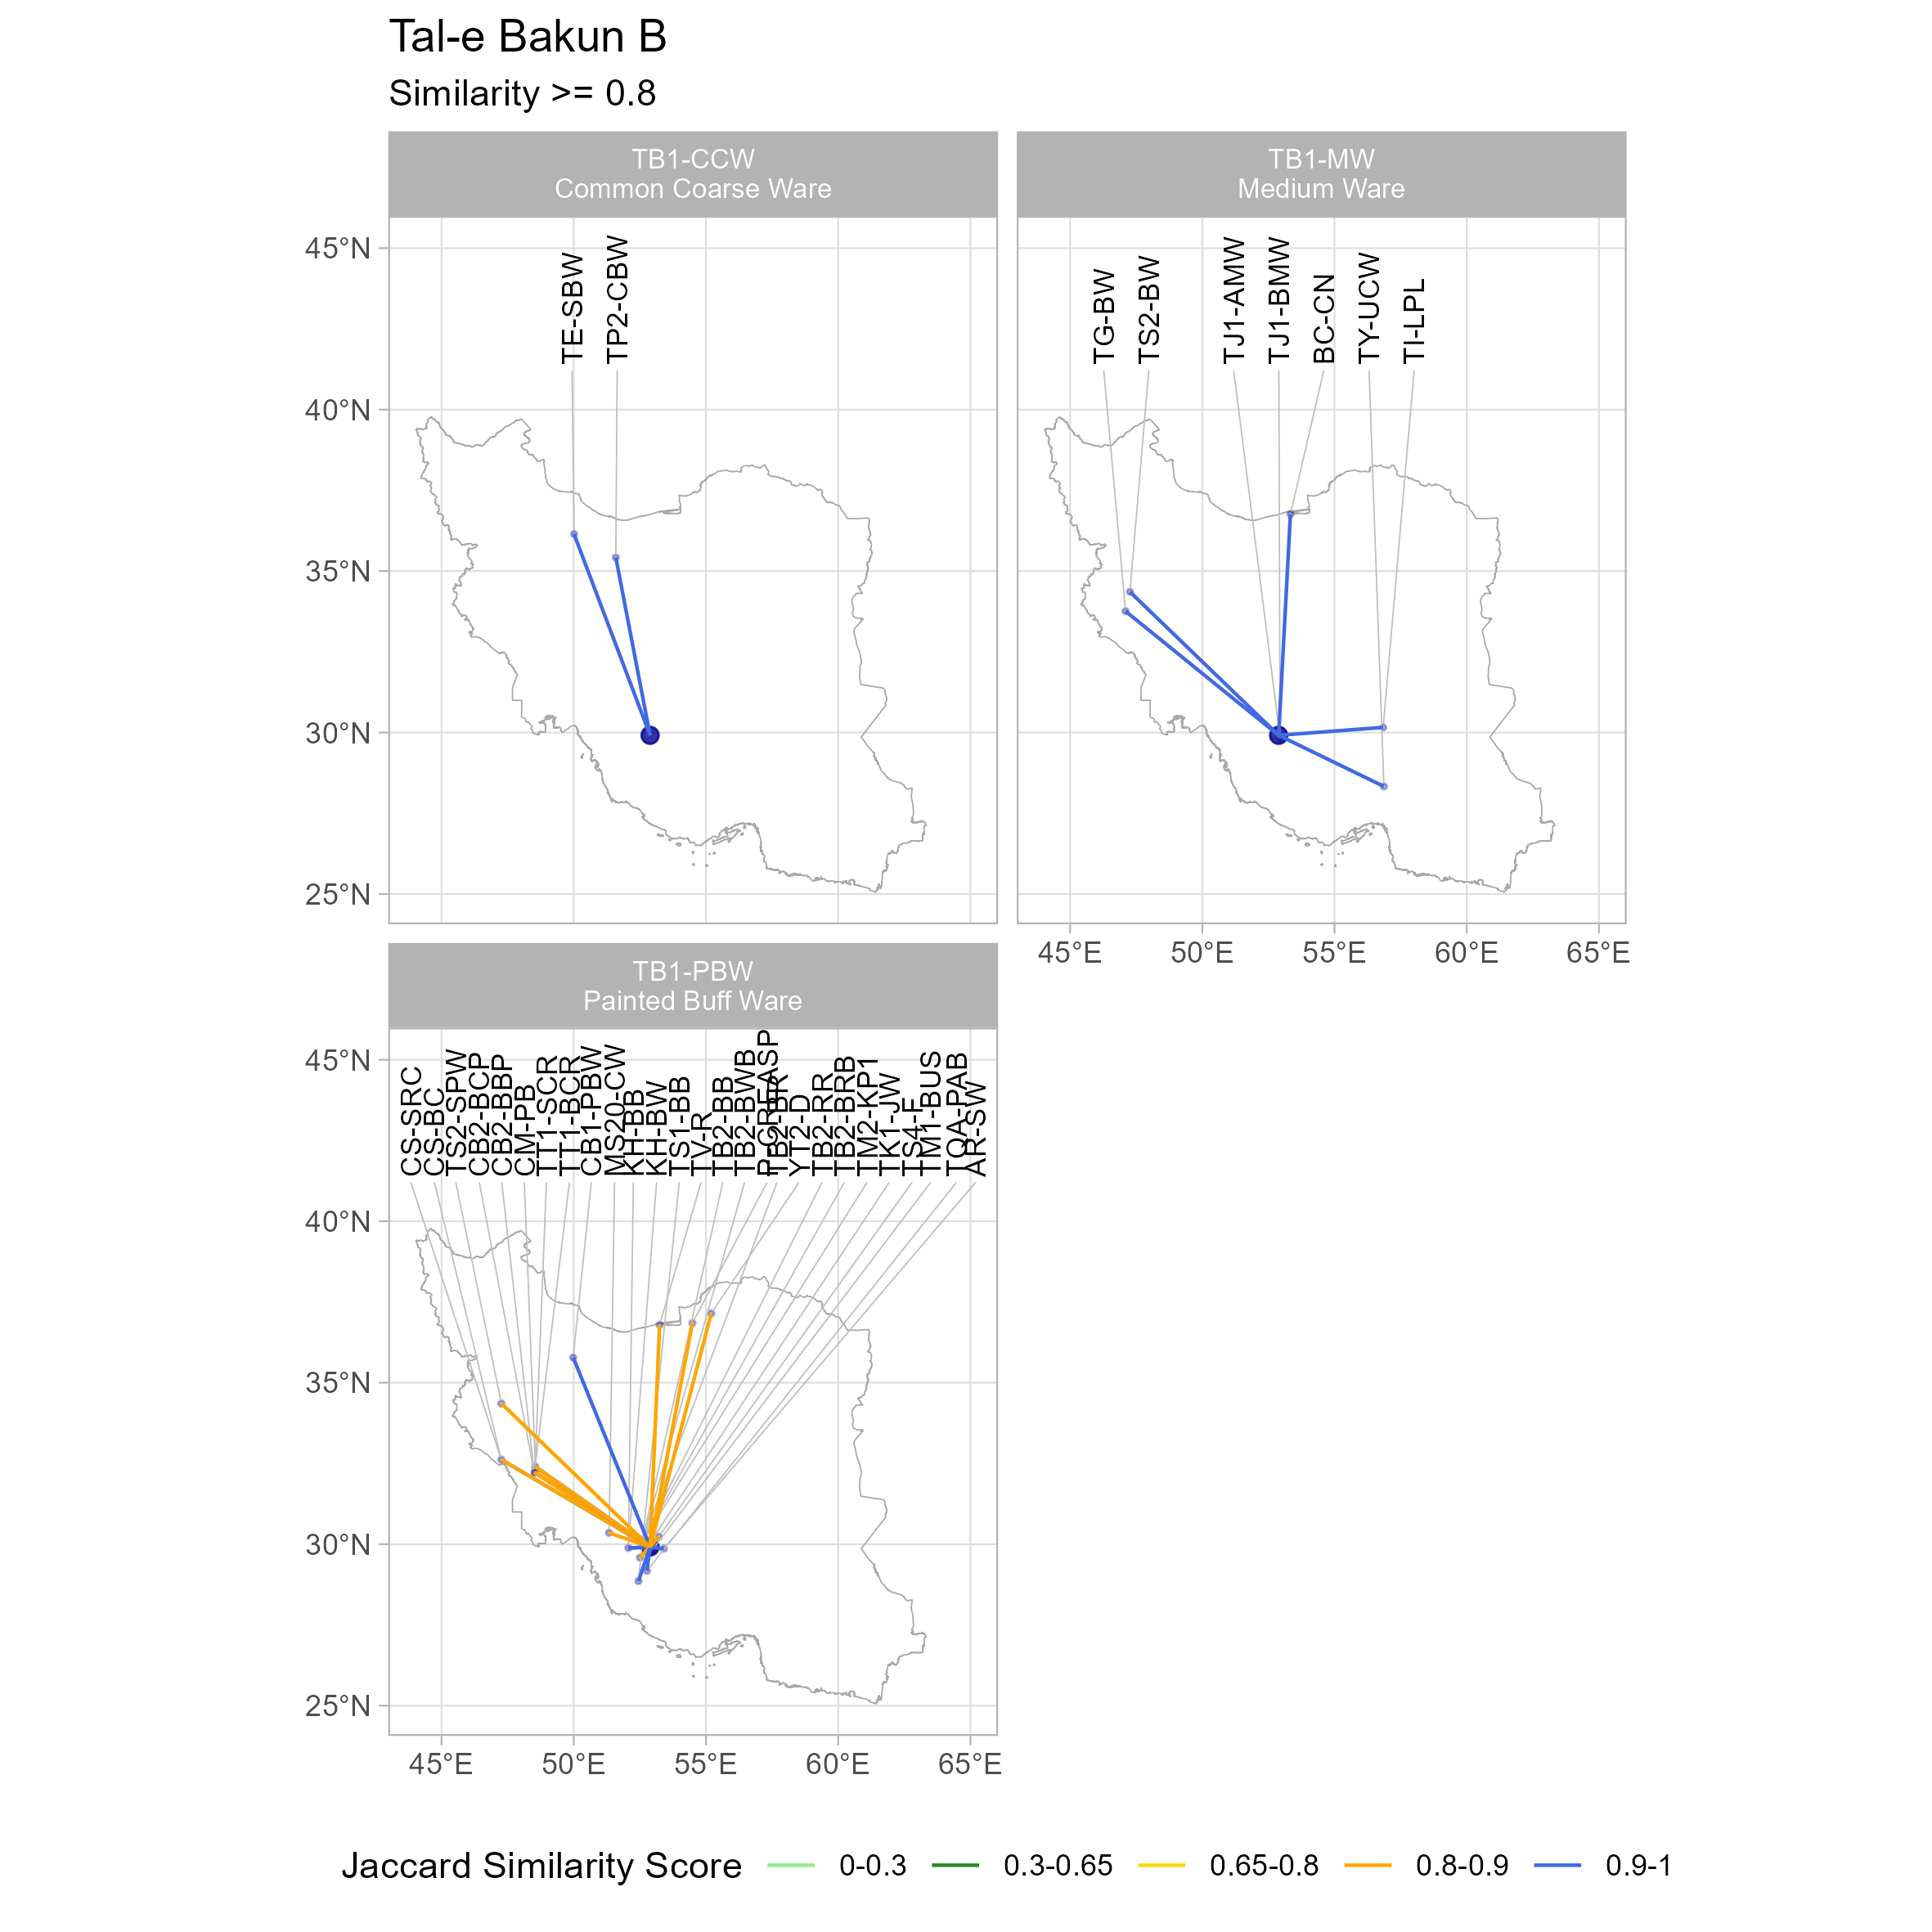 Tal-e Bakun B
Similarity >= 0.8
TB1-CCW
Common Coarse Ware
TB1-MW
Medium Ware
45°N
40°N
35°N
30°N
25°N
TE-SBW
TP2-CBW
TG-BW
TS2-BW
TJ1-AMW
TJ1-BMW
BC-CN
TY-UCW
TI-LPL
45°E
50°E
55°E
60°E
65°E
TB1-PBW
Painted Buff Ware
45°N
40°N
35°N
30°N
25°N
CS-SRC
CS-BC
TS2-SPW
CB2-BCP
CB2-BBP
CM-PB
TT1-SCR
TT1-BCR
CB1-PBW
MS20-CW
KH-BB
KH-BW
TS1-BB
TV-R
TB2-BB
TB2-BWB
TB2-BR
YT2-D
TB2-RR
TB2-BRB
TM2-KP1
TK1-JW
TS4-F
TM1-BUS
TQA-PAB
AR-SW
45°E
50°E
55°E
60°E
65°E
Jaccard Similarity Score
0-0.3
0.3-0.65
0.65-0.8
0.8-0.9
0.9-1